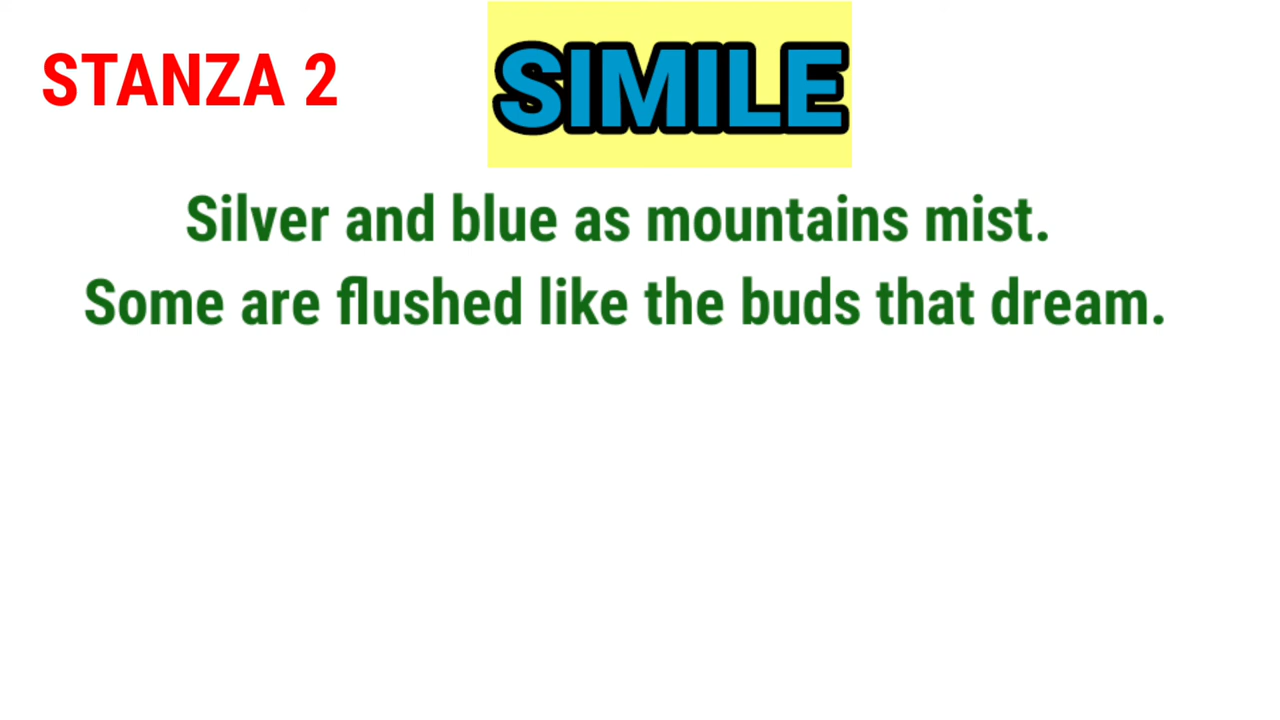 STANZA 2
SIMILE
Silver and blue as mountains mist.
Some are flushed like the buds that dream.